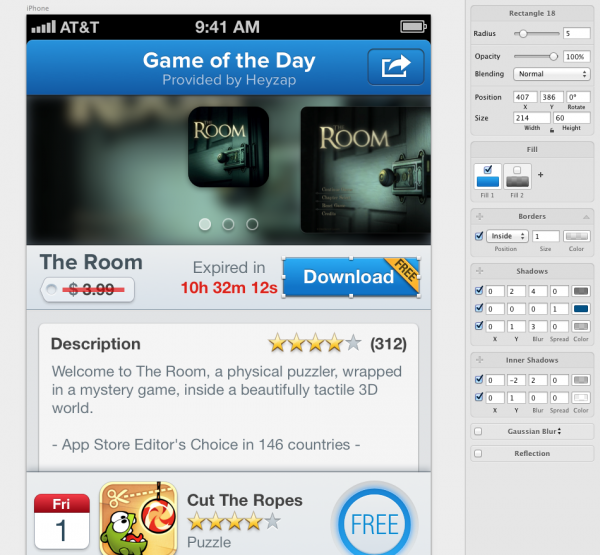 iPhone
AT&T 9:41 AM
Game of the Day
Provided by Heyzap
THE ROOM
THE ROOM
The Room
$ 3.99
Expired in
10h 32m 12s
Download
FREE
Description
(312)
Welcome to The Room, a physical puzzler, wrapped
in a mystery game, inside a beautifully tactile 3D
world.
- App Store Editor's Choice in 146 countries -
Fri
1
Cut The Ropes
Puzzle
FREE
Rectangle 18
Radius 5
Opacity 100%
Blending Normal
Position 407 386 0°
X Y Rotate
Size 214 60
Width Height
Fill
+
Fill 1 Fill 2
Borders
Inside 1
Position Size Color
Shadows
0 2 4 0
0 0 0 1
0 1 3 0
X Y Blur Spread Color
Inner Shadows
0 -2 2 0
0 1 0 0
X Y Blur Spread Color
Gaussian Blur
Reflection